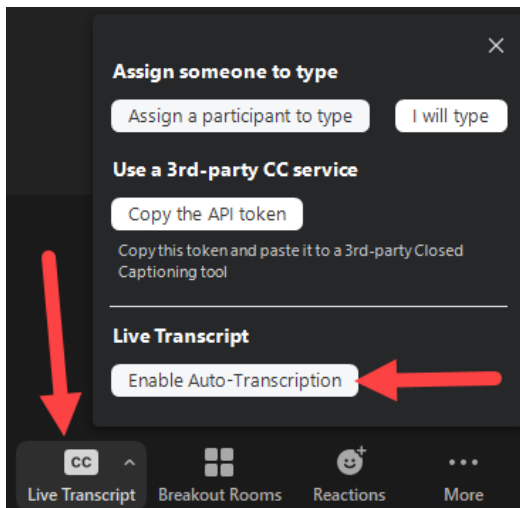 Assign someone to type
Assign a participant to type I will type
Use a 3rd-party CC service
Copy the API token
Copy this token and paste it to a 3rd-party Closed
Captioning tool
Live Transcript
Enable Auto-Transcription
CC
Live Transcript Breakout Rooms Reactions More